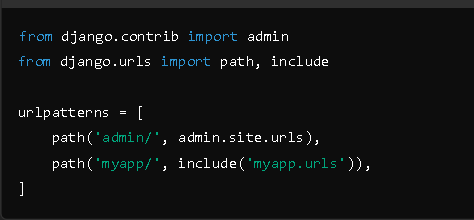 from django.contrib import admin
from django.urls import path, include

urlpatterns = [
    path('admin/', admin.site.urls),
    path('myapp/', include('myapp.urls')),
]